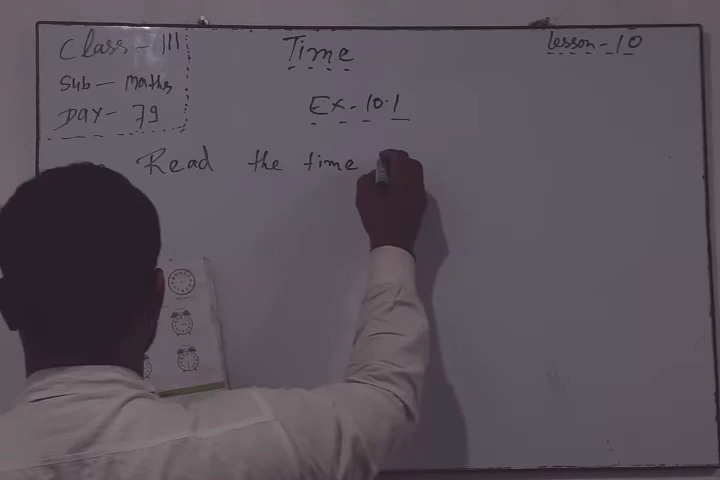 Class - III
Time
Lesson - 10
Sub - Maths
Ex - 10.1
Day - 79
Read the time